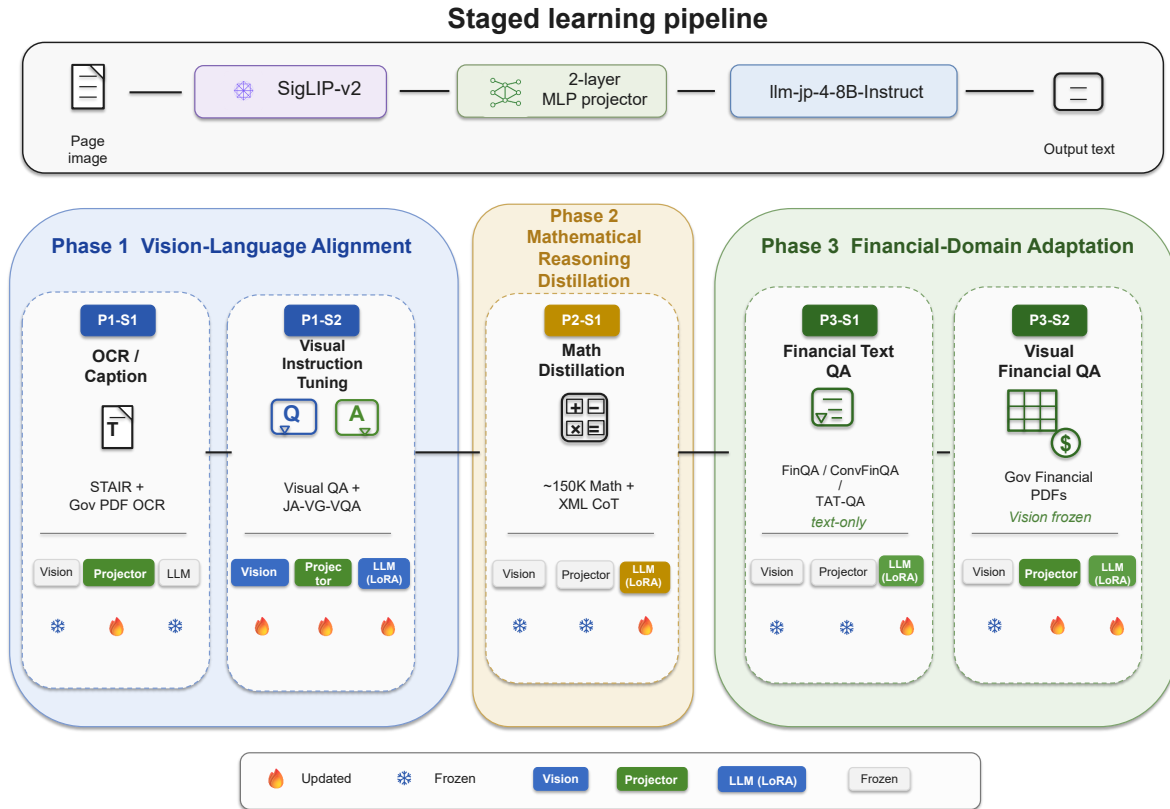 Staged learning pipeline
Page
image
SigLIP-v2
2-layer
MLP projector
llm-jp-4-8B-Instruct
Output text
Phase 1 Vision-Language Alignment
P1-S1
OCR /
Caption
T
STAIR +
Gov PDF OCR
Vision
Projector
LLM
P1-S2
Visual
Instruction
Tuning
Q
A
Visual QA +
JA-VG-VQA
Vision
Projec
tor
LLM
(LoRA)
Phase 2
Mathematical
Reasoning
Distillation
P2-S1
Math
Distillation
~150K Math +
XML CoT
Vision
Projector
LLM
(LoRA)
Phase 3 Financial-Domain Adaptation
P3-S1
Financial Text
QA
FinQA / ConvFinQA
/
TAT-QA
text-only
Vision
Projector
LLM
(LoRA)
P3-S2
Visual
Financial QA
$
Gov Financial
PDFs
Vision frozen
Vision
Projector
LLM
(LoRA)
Updated
Frozen
Vision
Projector
LLM (LoRA)
Frozen